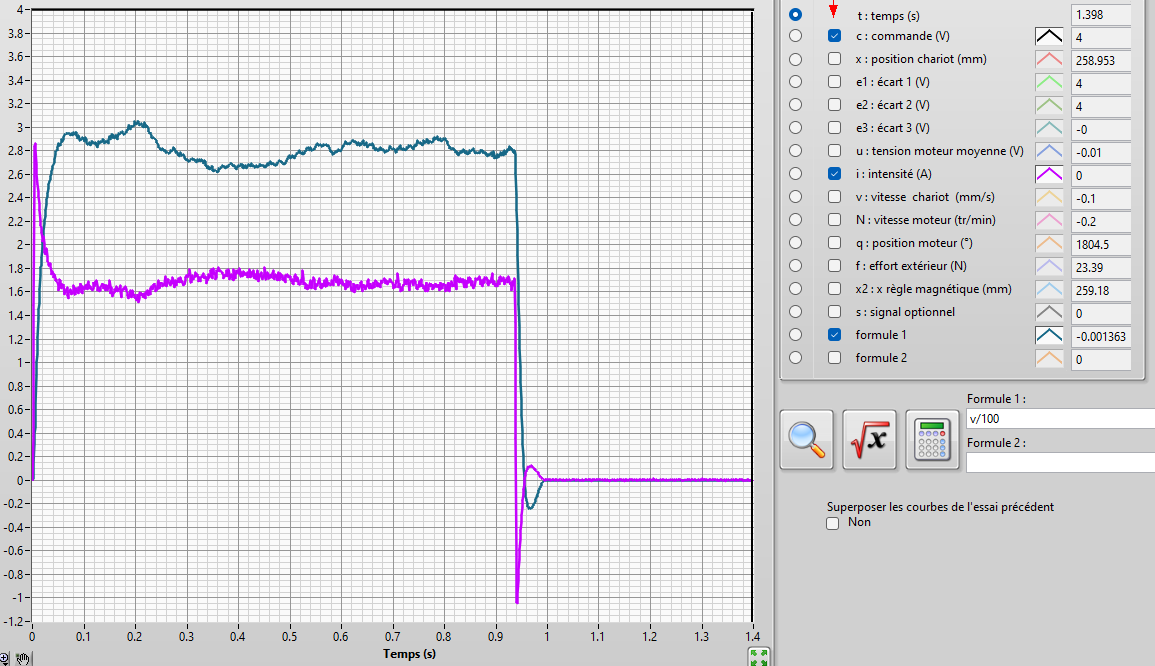 4
3.8
3.6
3.4
3.2
3
2.8
2.6
2.4
2.2
2
1.8
1.6
1.4
1.2
1
0.8
0.6
0.4
0.2
0
-0.2
-0.4
-0.6
-0.8
-1
-1.2
0 0.1 0.2 0.3 0.4 0.5 0.6 0.7 0.8 0.9 1 1.1 1.2 1.3 1.4
Temps (s)
t : temps (s) 1.398
c : commande (V) 4
x : position chariot (mm) 258.953
e1 : écart 1 (V) 4
e2 : écart 2 (V) 4
e3 : écart 3 (V) -0
u : tension moteur moyenne (V) -0.01
i : intensité (A) 0
v : vitesse chariot (mm/s) -0.1
N : vitesse moteur (tr/min) -0.2
q : position moteur (°) 1804.5
f : effort extérieur (N) 23.39
x2 : x règle magnétique (mm) 259.18
s : signal optionnel 0
formule 1 -0.001363
formule 2 0
Formule 1 :
v/100
Formule 2 :
√x
Superposer les courbes de l'essai précédent
Non